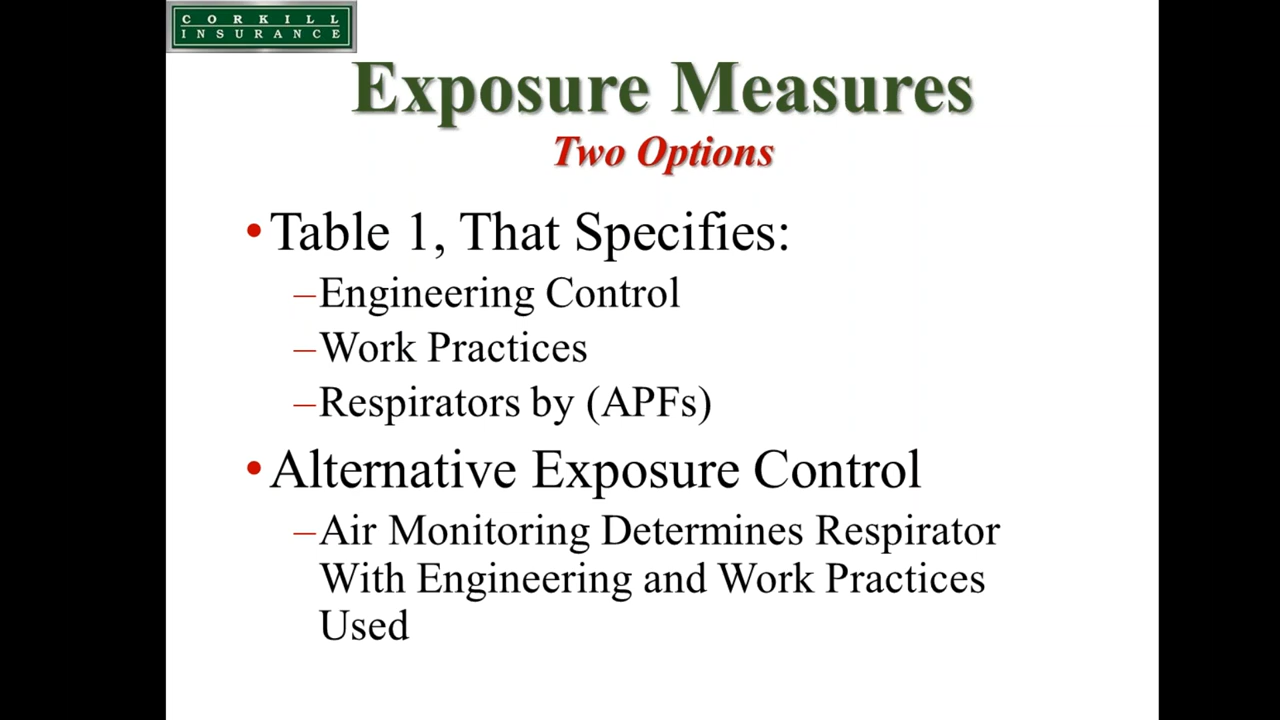 CORKILL
INSURANCE
Exposure Measures
Two Options
•Table 1, That Specifies:
–Engineering Control
–Work Practices
–Respirators by (APFs)
•Alternative Exposure Control
–Air Monitoring Determines Respirator
With Engineering and Work Practices
Used